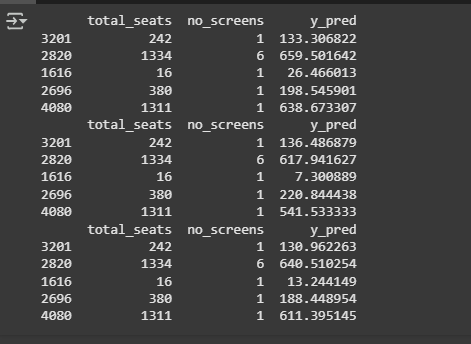 total_seats no_screens y_pred
3201 242 1 133.306822
2820 1334 6 659.501642
1616 16 1 26.466013
2696 380 1 198.545901
4080 1311 1 638.673307
total_seats no_screens y_pred
3201 242 1 136.486879
2820 1334 6 617.941627
1616 16 1 7.300889
2696 380 1 220.844438
4080 1311 1 541.533333
total_seats no_screens y_pred
3201 242 1 130.962263
2820 1334 6 640.510254
1616 16 1 13.244149
2696 380 1 188.448954
4080 1311 1 611.395145